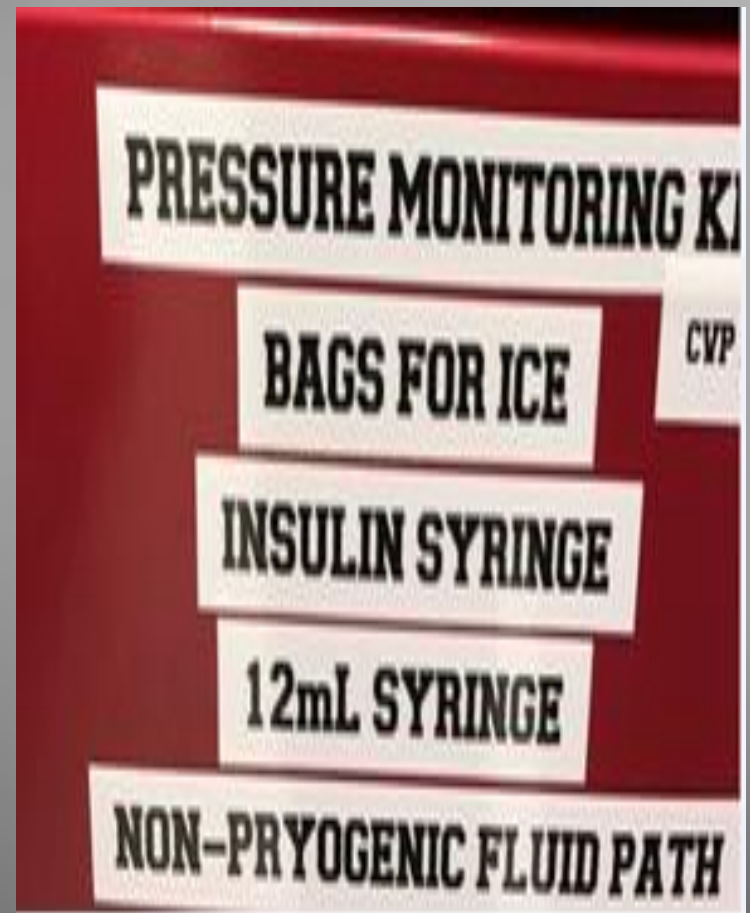 PRESSURE MONITORING
CVP
BAGS FOR ICE
INSULIN SYRINGE
12mL SYRINGE
NON-PRYOGENIC FLUID PATH